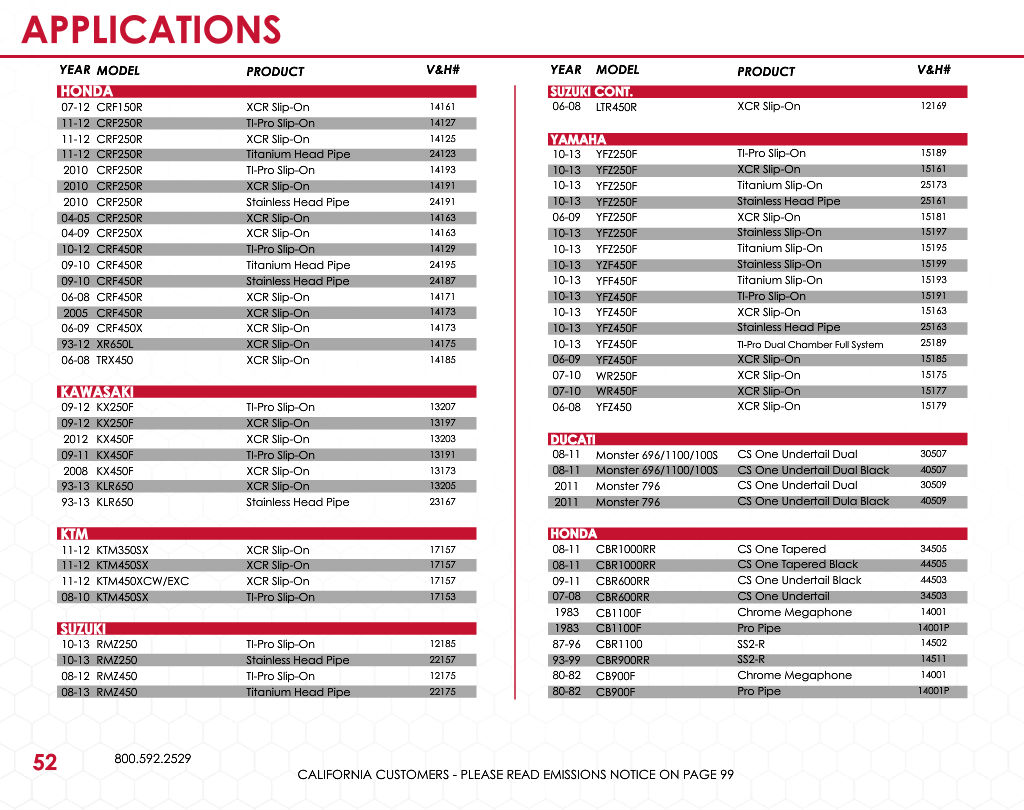 APPLICATIONS
YEAR MODEL PRODUCT V&H#
HONDA
07-12 CRF150R XCR Slip-On 14161
11-12 CRF250R TI-Pro Slip-On 14127
11-12 CRF250R XCR Slip-On 14125
11-12 CRF250R Titanium Head Pipe 24123
2010 CRF250R TI-Pro Slip-On 14193
2010 CRF250R XCR Slip-On 14191
2010 CRF250R Stainless Head Pipe 24191
04-05 CRF250R XCR Slip-On 14163
04-09 CRF250X XCR Slip-On 14163
10-12 CRF450R TI-Pro Slip-On 14129
09-10 CRF450R Titanium Head Pipe 24195
09-10 CRF450R Stainless Head Pipe 24187
06-08 CRF450R XCR Slip-On 14171
2005 CRF450R XCR Slip-On 14173
06-09 CRF450X XCR Slip-On 14173
93-12 XR650L XCR Slip-On 14175
06-08 TRX450 XCR Slip-On 14185
KAWASAKI
09-12 KX250F TI-Pro Slip-On 13207
09-12 KX250F XCR Slip-On 13197
2012 KX450F XCR Slip-On 13203
09-11 KX450F TI-Pro Slip-On 13191
2008 KX450F XCR Slip-On 13173
93-13 KLR650 XCR Slip-On 13205
93-13 KLR650 Stainless Head Pipe 23167
KTM
11-12 KTM350SX XCR Slip-On 17157
11-12 KTM450SX XCR Slip-On 17157
11-12 KTM450XCW/EXC XCR Slip-On 17157
08-10 KTM450SX TI-Pro Slip-On 17153
SUZUKI
10-13 RMZ250 TI-Pro Slip-On 12185
10-13 RMZ250 Stainless Head Pipe 22157
08-12 RMZ450 TI-Pro Slip-On 12175
08-13 RMZ450 Titanium Head Pipe 22175
YEAR MODEL PRODUCT V&H#
SUZUKI CONT.
06-08 LTR450R XCR Slip-On 12169
YAMAHA
10-13 YFZ250F TI-Pro Slip-On 15189
10-13 YFZ250F XCR Slip-On 15161
10-13 YFZ250F Titanium Slip-On 25173
10-13 YFZ250F Stainless Head Pipe 25161
06-09 YFZ250F XCR Slip-On 15181
10-13 YFZ250F Stainless Slip-On 15197
10-13 YFZ250F Titanium Slip-On 15195
10-13 YZF450F Stainless Slip-On 15199
10-13 YFF450F Titanium Slip-On 15193
10-13 YFZ450F TI-Pro Slip-On 15191
10-13 YFZ450F XCR Slip-On 15163
10-13 YFZ450F Stainless Head Pipe 25163
10-13 YFZ450F TI-Pro Dual Chamber Full System 25189
06-09 YFZ450F XCR Slip-On 15185
07-10 WR250F XCR Slip-On 15175
07-10 WR450F XCR Slip-On 15177
06-08 YFZ450 XCR Slip-On 15179
DUCATI
08-11 Monster 696/1100/100S CS One Undertail Dual 30507
08-11 Monster 696/1100/100S CS One Undertail Dual Black 40507
2011 Monster 796 CS One Undertail Dual 30509
2011 Monster 796 CS One Undertail Dula Black 40509
HONDA
08-11 CBR1000RR CS One Tapered 34505
08-11 CBR1000RR CS One Tapered Black 44505
09-11 CBR600RR CS One Undertail Black 44503
07-08 CBR600RR CS One Undertail 34503
1983 CB1100F Chrome Megaphone 14001
1983 CB1100F Pro Pipe 14001P
87-96 CBR1100 SS2-R 14502
93-99 CBR900RR SS2-R 14511
80-82 CB900F Chrome Megaphone 14001
80-82 CB900F Pro Pipe 14001P
52 800.592.2529
CALIFORNIA CUSTOMERS - PLEASE READ EMISSIONS NOTICE ON PAGE 99